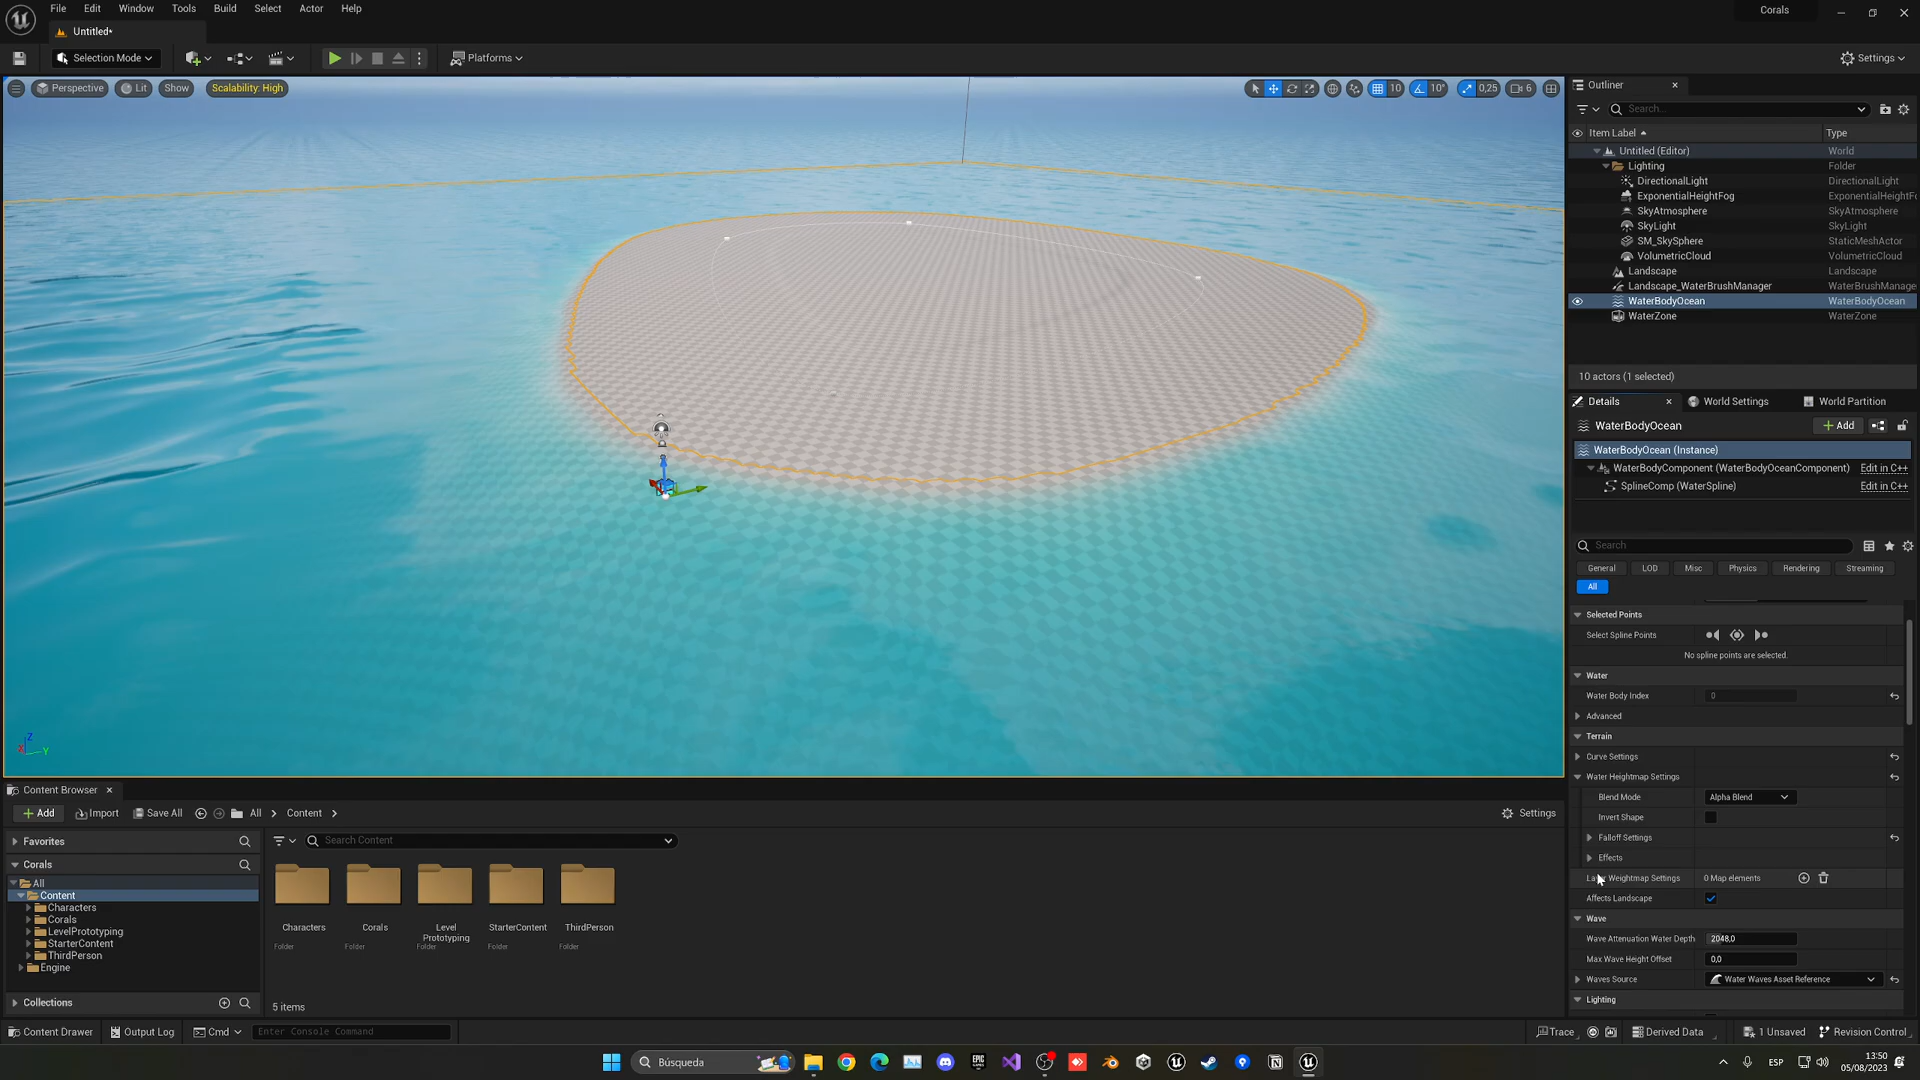 File Edit Window Tools Build Select Actor Help
Corals
Untitled*
Selection Mode
Platforms
Settings
Perspective Lit Show Scalability: High
10 10° 0,25 6
Outliner
Search...
Item Label Type
Untitled (Editor) World
Lighting Folder
DirectionalLight DirectionalLight
ExponentialHeightFog ExponentialHeightF
SkyAtmosphere SkyAtmosphere
SkyLight SkyLight
SM_SkySphere StaticMeshActor
VolumetricCloud VolumetricCloud
Landscape Landscape
Landscape_WaterBrushManager WaterBrushManage
WaterBodyOcean WaterBodyOcean
WaterZone WaterZone
10 actors (1 selected)
Details World Settings World Partition
WaterBodyOcean Add
WaterBodyOcean (Instance)
WaterBodyComponent (WaterBodyOceanComponent) Edit in C++
SplineComp (WaterSpline) Edit in C++
Search
General LOD Misc Physics Rendering Streaming
All
Selected Points
Select Spline Points
No spline points are selected.
Water
Water Body Index 0
Advanced
Terrain
Curve Settings
Water Heightmap Settings
Blend Mode Alpha Blend
Invert Shape
Falloff Settings
Effects
Layer Weightmap Settings 0 Map elements
Affects Landscape
Wave
Wave Attenuation Water Depth 2048,0
Max Wave Height Offset 0,0
Waves Source Water Waves Asset Reference
Lighting
Z
X
Y
Content Browser
Add Import Save All All Content Settings
Favorites
Search Content
Corals
All
Content
Characters
Corals
LevelPrototyping
StarterContent
ThirdPerson
Engine
Collections
Characters
Folder
Corals
Folder
Level
Prototyping
Folder
StarterContent
Folder
ThirdPerson
Folder
5 items
Content Drawer Output Log Cmd Enter Console Command
Trace Derived Data 1 Unsaved Revision Control
Búsqueda
EPIC
GAMES
ESP
13:50
05/08/2023